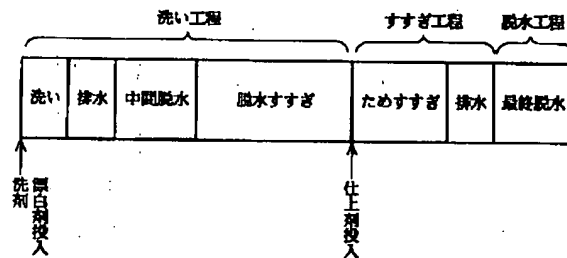 洗い工程
すすぎ工程
脱水工程
洗い
排水
中間脱水
脱水すすぎ
ためすすぎ
排水
最終脱水
洗剤
漂白剤投入
仕上剤投入